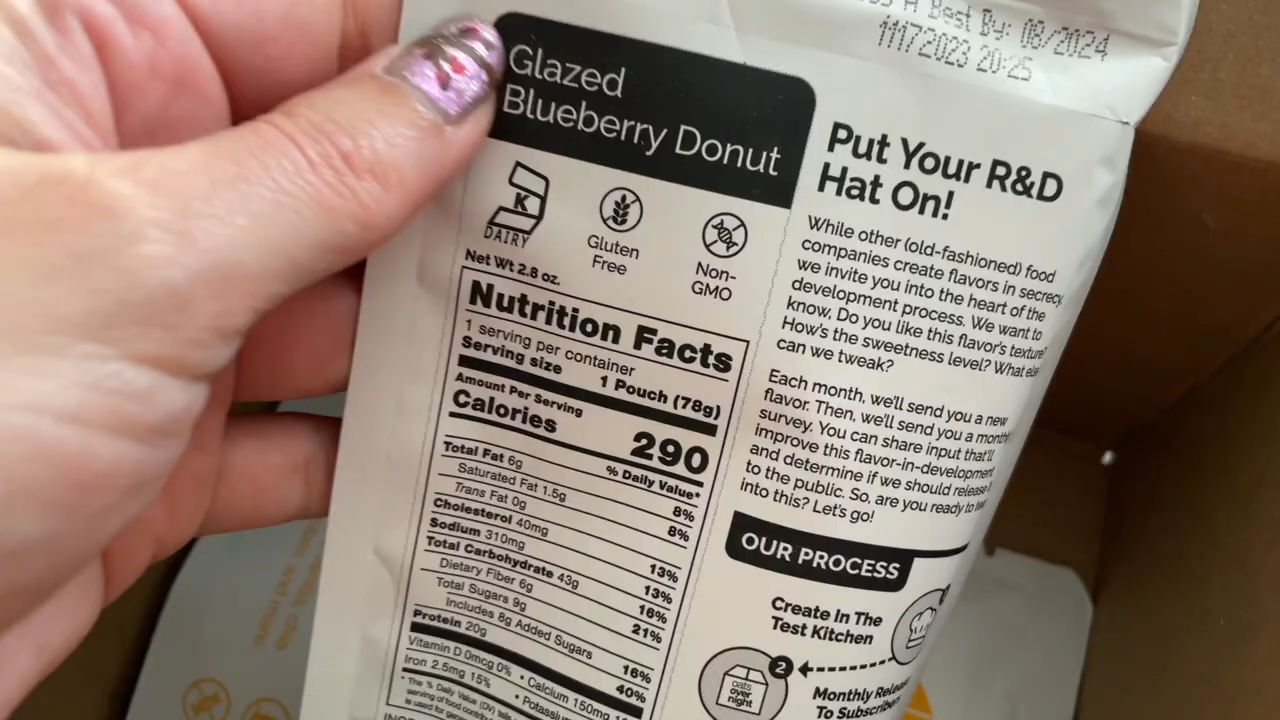 A Best By: 08/2024
11172023 20:25
Glazed
Blueberry Donut
K
DAIRY
Gluten
Free
Non-
GMO
Net Wt 2.8 oz.
Nutrition Facts
1 serving per container
Serving size 1 Pouch (78g)
Amount Per Serving
Calories 290
% Daily Value*
Total Fat 6g 8%
Saturated Fat 1.5g 8%
Trans Fat 0g
Cholesterol 40mg 13%
Sodium 310mg 13%
Total Carbohydrate 43g 16%
Dietary Fiber 6g 21%
Total Sugars 9g
Includes 8g Added Sugars 16%
Protein 20g 40%
Vitamin D 0mcg 0% • Calcium 150mg
Iron 2.5mg 15% •
* The % Daily Value (DV)
Put Your R&D
Hat On!
While other (old-fashioned) food
companies create flavors in secrecy,
we invite you into the heart of the
development process. We want to
know, Do you like this flavor's texture?
How's the sweetness level? What else
can we tweak?
Each month, we'll send you a new
flavor. Then, we'll send you a monthly
survey. You can share input that'll
improve this flavor-in-development
and determine if we should release it
to the public. So, are you ready to
into this? Let's go!
OUR PROCESS
Create In The
Test Kitchen
2
oats
over
night
Monthly Release
To Subscribers
and more